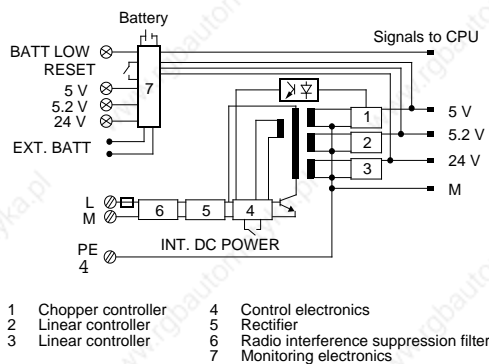 Battery
Signals to CPU
BATT LOW
RESET
5 V
5.2 V
24 V
7
EXT. BATT
1
2
3
5 V
5.2 V
24 V
M
L
M
6
5
4
INT. DC POWER
PE
4
1 Chopper controller
2 Linear controller
3 Linear controller
4 Control electronics
5 Rectifier
6 Radio interference suppression filter
7 Monitoring electronics